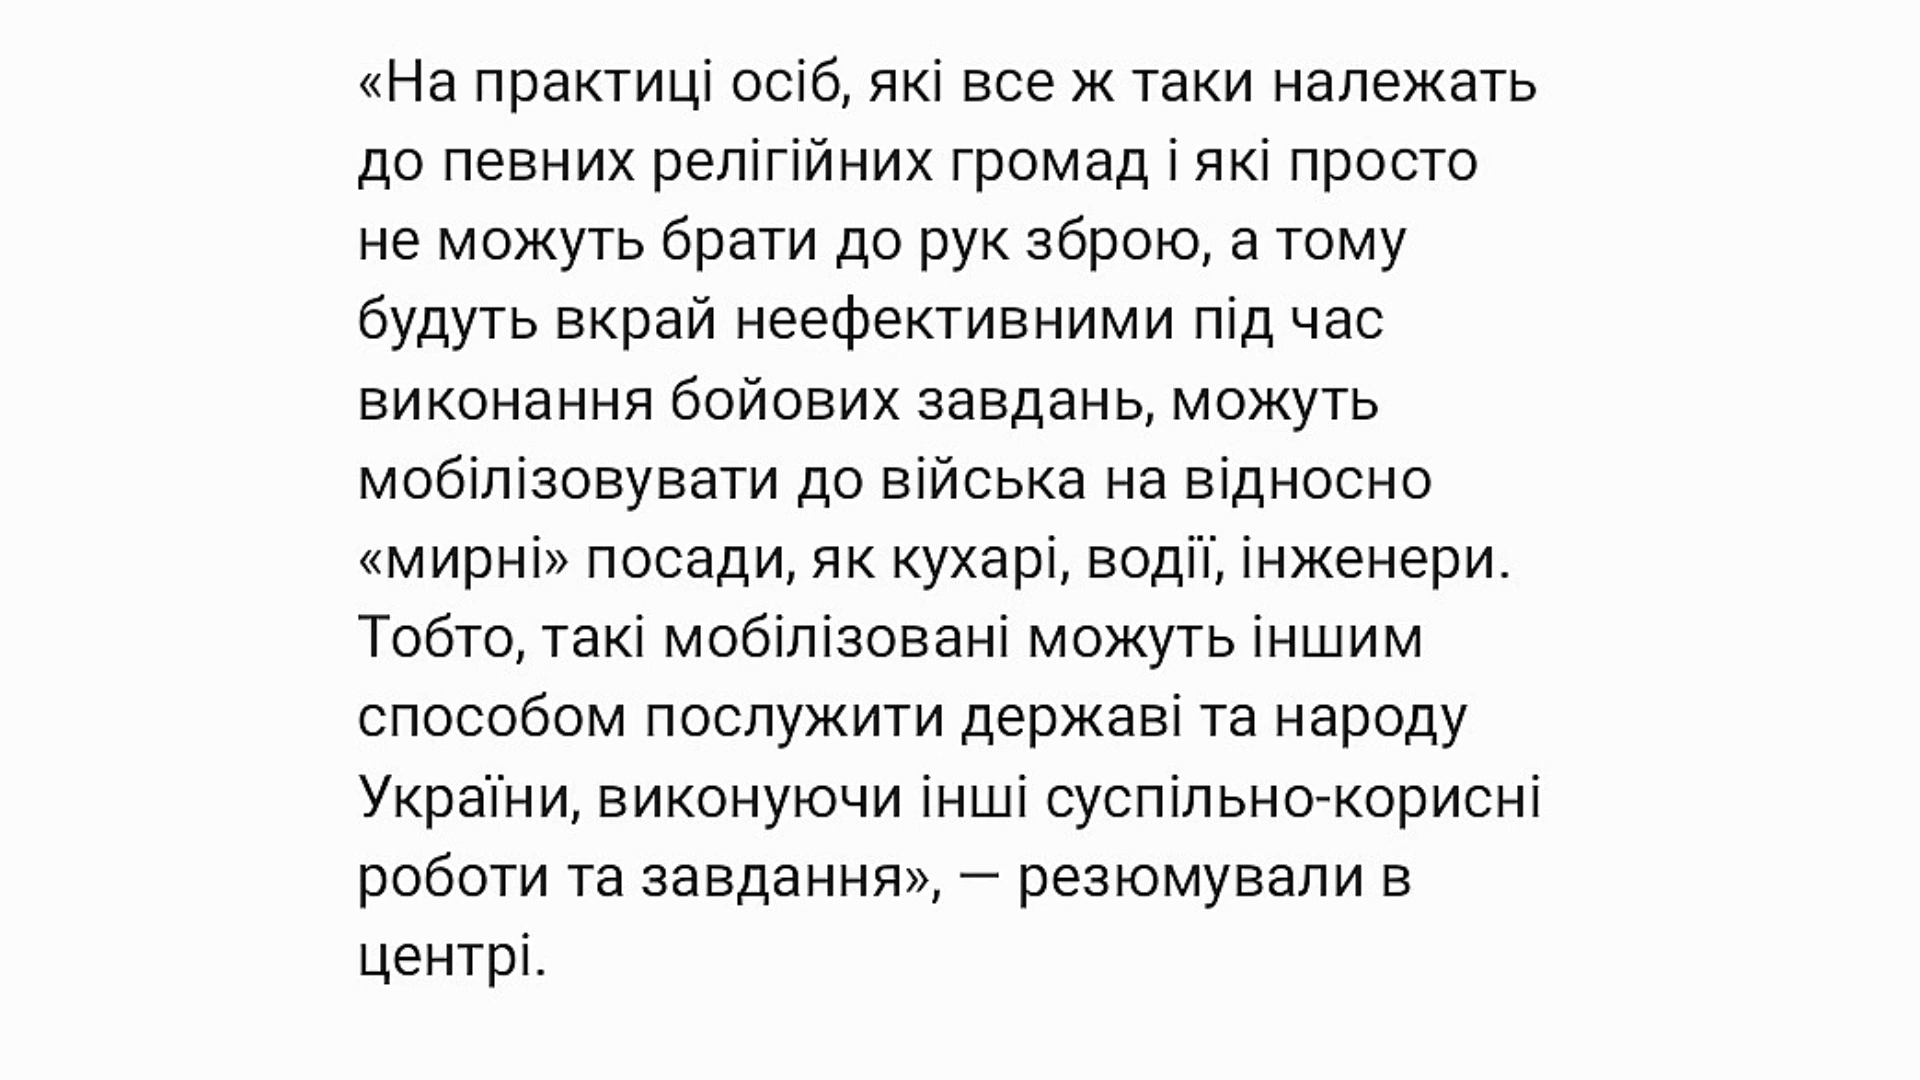 «На практиці осіб, які все ж таки належать
до певних релігійних громад і які просто
не можуть брати до рук зброю, а тому
будуть вкрай неефективними під час
виконання бойових завдань, можуть
мобілізовувати до війська на відносно
«мирні» посади, як кухарі, водії, інженери.
Тобто, такі мобілізовані можуть іншим
способом послужити державі та народу
України, виконуючи інші суспільно-корисні
роботи та завдання», — резюмували в
центрі.